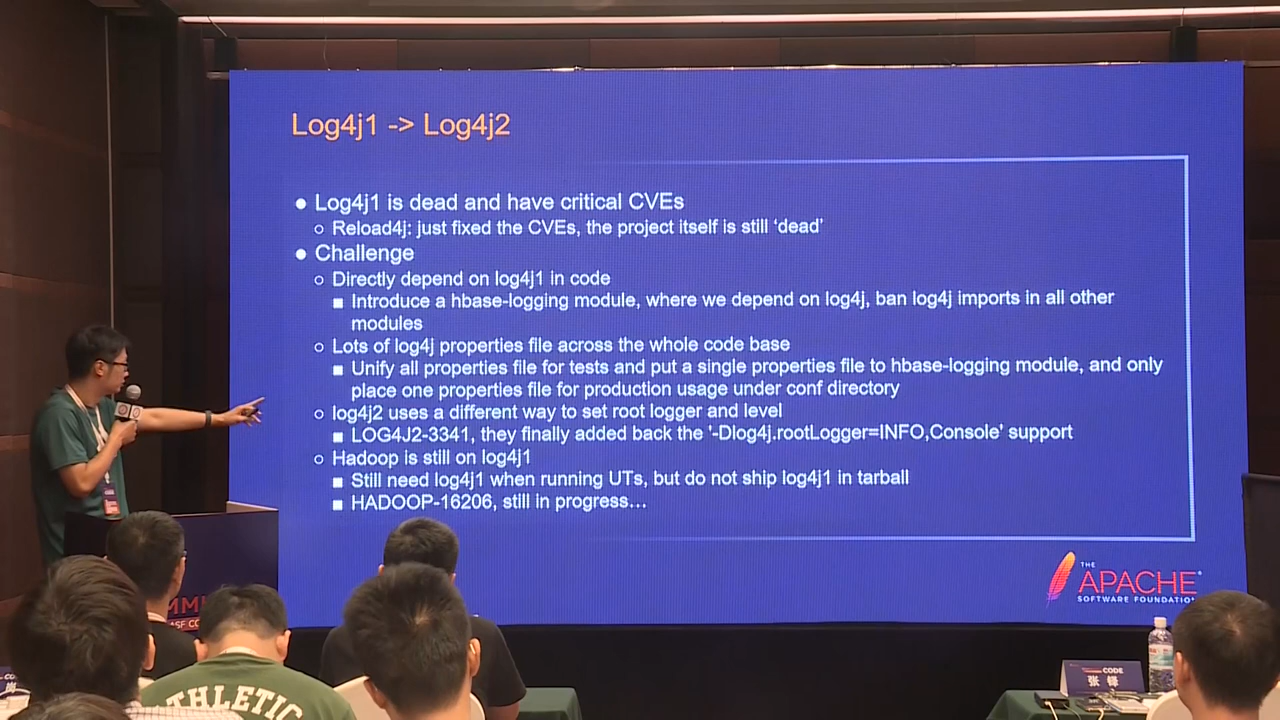 Log4j1 -> Log4j2
● Log4j1 is dead and have critical CVEs
○ Reload4j: just fixed the CVEs, the project itself is still ‘dead’
● Challenge
○ Directly depend on log4j1 in code
■ Introduce a hbase-logging module, where we depend on log4j, ban log4j imports in all other
modules
○ Lots of log4j properties file across the whole code base
■ Unify all properties file for tests and put a single properties file to hbase-logging module, and only
place one properties file for production usage under conf directory
○ log4j2 uses a different way to set root logger and level
■ LOG4J2-3341, they finally added back the '-Dlog4j.rootLogger=INFO,Console' support
○ Hadoop is still on log4j1
■ Still need log4j1 when running UTs, but do not ship log4j1 in tarball
■ HADOOP-16206, still in progress…
THE
APACHE
SOFTWARE FOUNDATION
ATHLETIC
CODE
张铎